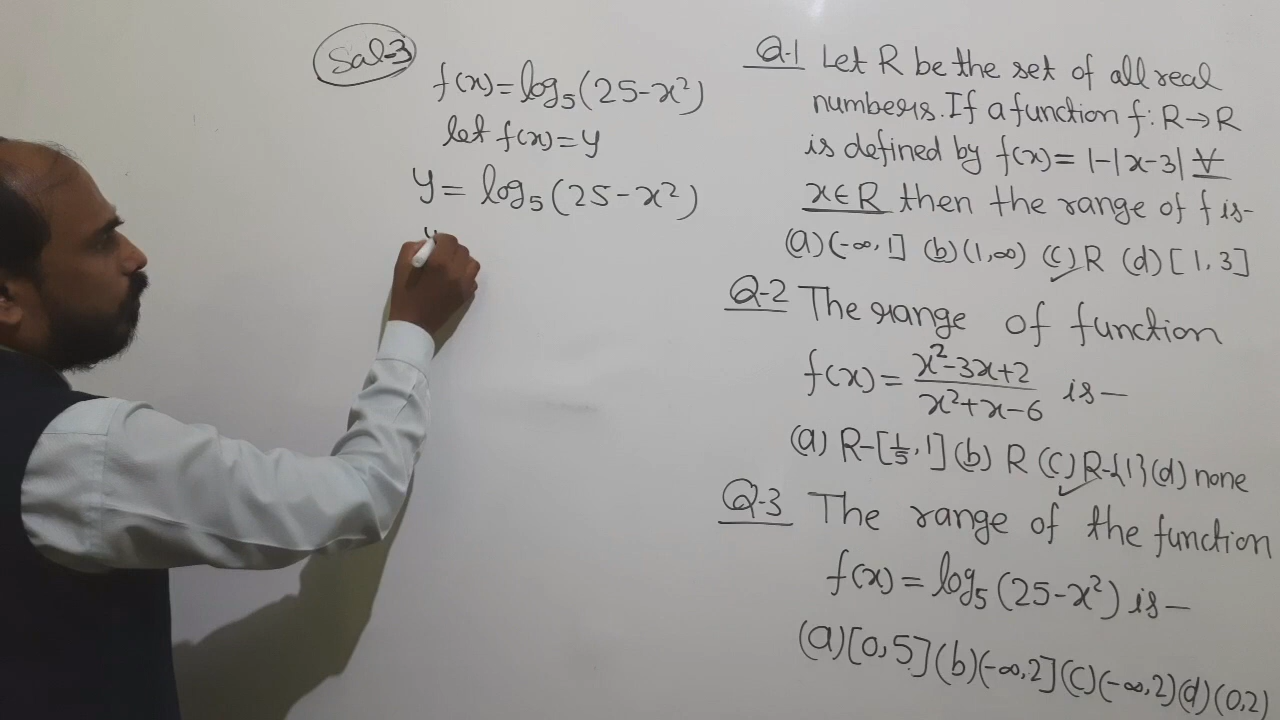 Sol-3
f(x)=log₅(25-x²)
let f(x)=y
y=log₅(25-x²)
y
Q-1 Let R be the set of all real
numbers. If a function f: R→R
is defined by f(x)= 1-|x-3| ∀
x∈R then the range of f is-
(a) (-∞, 1] (b) (1,∞) (c) R (d) [1, 3]
Q-2 The range of function
f(x)= x²-3x+2 / x²+x-6 is-
(a) R-[1/5, 1] (b) R (c) R-{1} (d) none
Q-3 The range of the function
f(x)=log₅(25-x²) is-
(a) [0, 5] (b) (-∞, 2] (c) (-∞, 2) (d) (0,2)